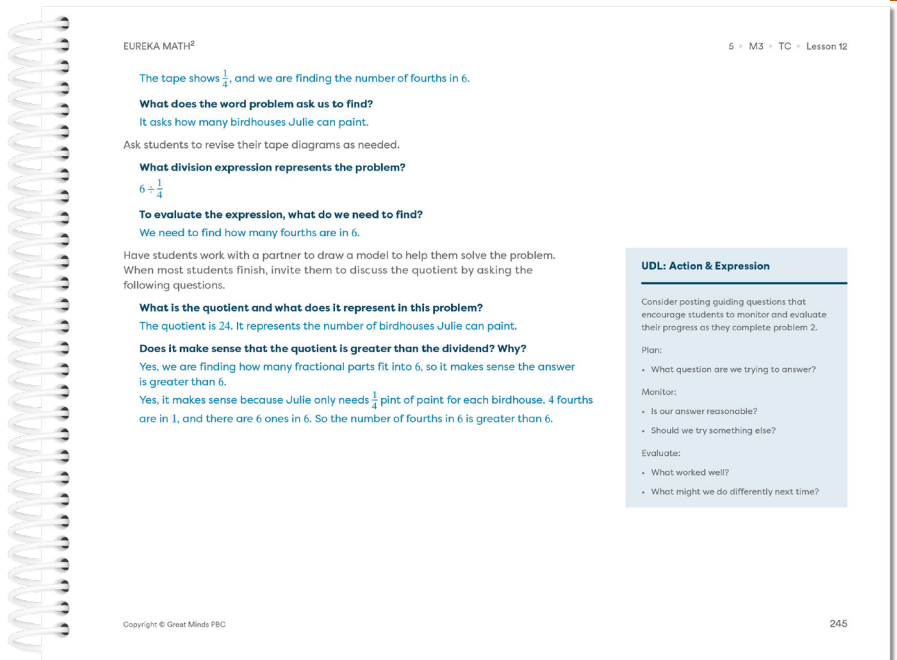 EUREKA MATH²
5 ▸ M3 ▸ TC ▸ Lesson 12
The tape shows 1/4, and we are finding the number of fourths in 6.
What does the word problem ask us to find?
It asks how many birdhouses Julie can paint.
Ask students to revise their tape diagrams as needed.
What division expression represents the problem?
6 ÷ 1/4
To evaluate the expression, what do we need to find?
We need to find how many fourths are in 6.
Have students work with a partner to draw a model to help them solve the problem.
When most students finish, invite them to discuss the quotient by asking the
following questions.
What is the quotient and what does it represent in this problem?
The quotient is 24. It represents the number of birdhouses Julie can paint.
Does it make sense that the quotient is greater than the dividend? Why?
Yes, we are finding how many fractional parts fit into 6, so it makes sense the answer
is greater than 6.
Yes, it makes sense because Julie only needs 1/4 pint of paint for each birdhouse. 4 fourths
are in 1, and there are 6 ones in 6. So the number of fourths in 6 is greater than 6.
UDL: Action & Expression
Consider posting guiding questions that
encourage students to monitor and evaluate
their progress as they complete problem 2.
Plan:
• What question are we trying to answer?
Monitor:
• Is our answer reasonable?
• Should we try something else?
Evaluate:
• What worked well?
• What might we do differently next time?
Copyright © Great Minds PBC
245